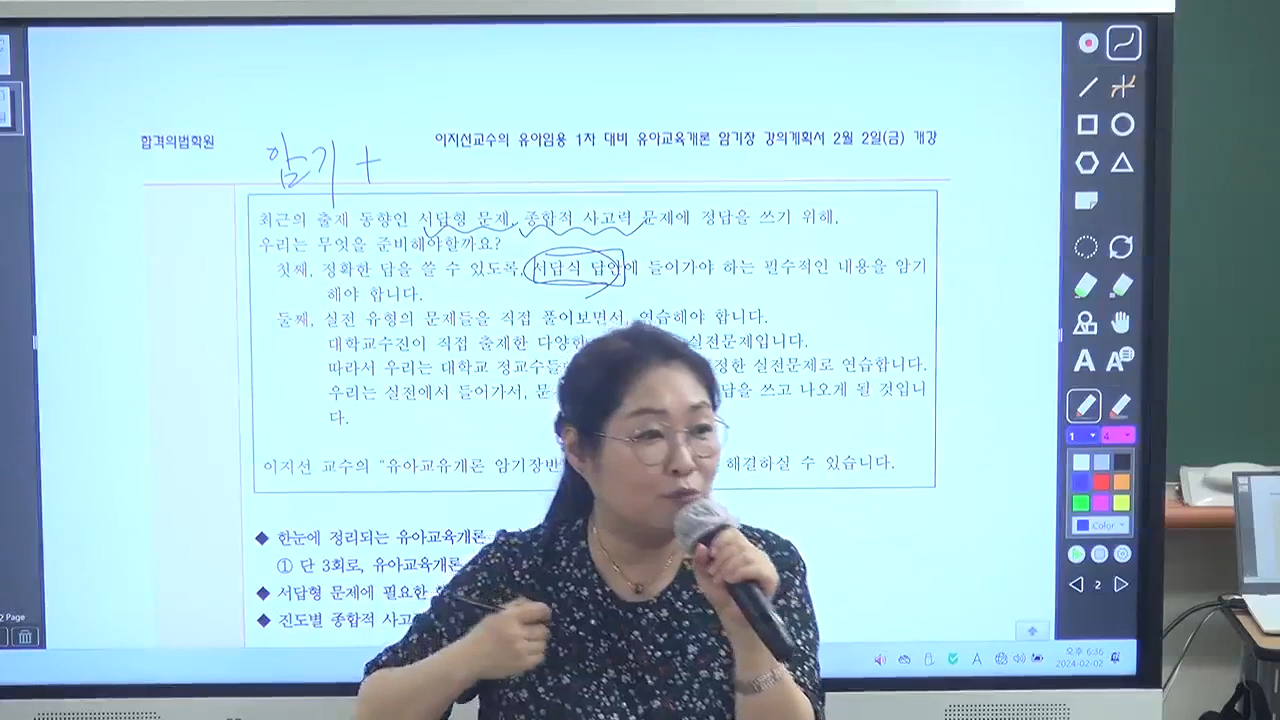 합격의법학원
이지선교수의 유아임용 1차 대비 유아교육개론 암기장 강의계획서 2월 2일(금) 개강
암기 +
최근의 출제 동향인 서답형 문제, 종합적 사고력 문제에 정답을 쓰기 위해,
우리는 무엇을 준비해야할까요?
첫째, 정확한 답을 쓸 수 있도록, 서답식 답안에 들어가야 하는 필수적인 내용을 암기
해야 합니다.
둘째, 실전 유형의 문제들을 직접 풀어보면서, 연습해야 합니다.
대학교수진이 직접 출제한 다양한 실전문제입니다.
따라서 우리는 대학교 정교수들 정한 실전문제로 연습합니다.
우리는 실전에서 들어가서, 답을 쓰고 나오게 될 것입니
다.
이지선 교수의 "유아교육개론 암기장반 해결하실 수 있습니다.
◆ 한눈에 정리되는 유아교육개론
① 단 3회로, 유아교육개론
◆ 서답형 문제에 필요한
◆ 진도별 종합적 사고
2 Page
A A
1 4
Color
2
A
오후 6:36
2024-02-02